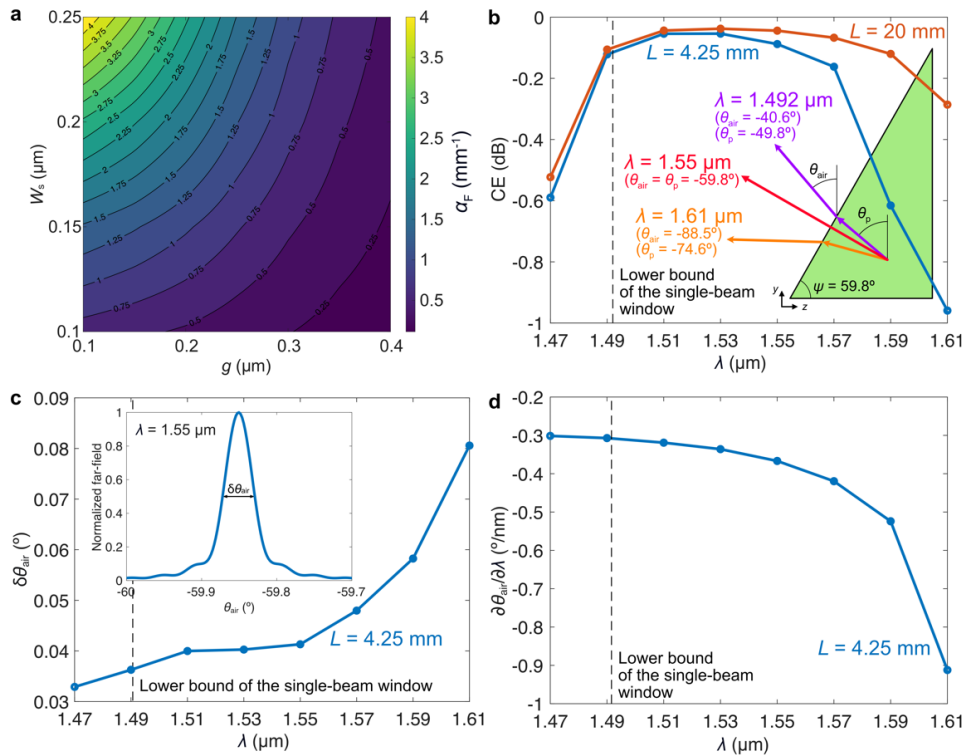 a
0.25
0.2
0.15
0.1
Wₛ (µm)
0.1
0.2
0.3
0.4
g (µm)
4
3.75
3.5
3.25
3
2.75
2.5
2.25
2
1.75
1.5
1.25
1
0.75
0.5
0.25
4
3.5
3
2.5
2
1.5
1
0.5
α_F (mm⁻¹)
b
0
-0.2
-0.4
-0.6
-0.8
-1
CE (dB)
L = 20 mm
L = 4.25 mm
λ = 1.492 µm
(θair = -40.6º)
(θp = -49.8º)
λ = 1.55 µm
(θair = θp = -59.8º)
λ = 1.61 µm
(θair = -88.5º)
(θp = -74.6º)
θair
θp
ψ = 59.8º
y
z
Lower bound
of the single-beam
window
1.47 1.49 1.51 1.53 1.55 1.57 1.59 1.61
λ (µm)
c
0.09
0.08
0.07
0.06
0.05
0.04
0.03
δθair (º)
λ = 1.55 µm
δθair
Normalized far-field
1
0.8
0.6
0.4
0.2
0
-60 -59.9 -59.8 -59.7
θair (º)
L = 4.25 mm
Lower bound of the single-beam window
1.47 1.49 1.51 1.53 1.55 1.57 1.59 1.61
λ (µm)
d
-0.2
-0.3
-0.4
-0.5
-0.6
-0.7
-0.8
-0.9
-1
∂θair/∂λ (º/nm)
Lower bound
of the single-beam
window
L = 4.25 mm
1.47 1.49 1.51 1.53 1.55 1.57 1.59 1.61
λ (µm)